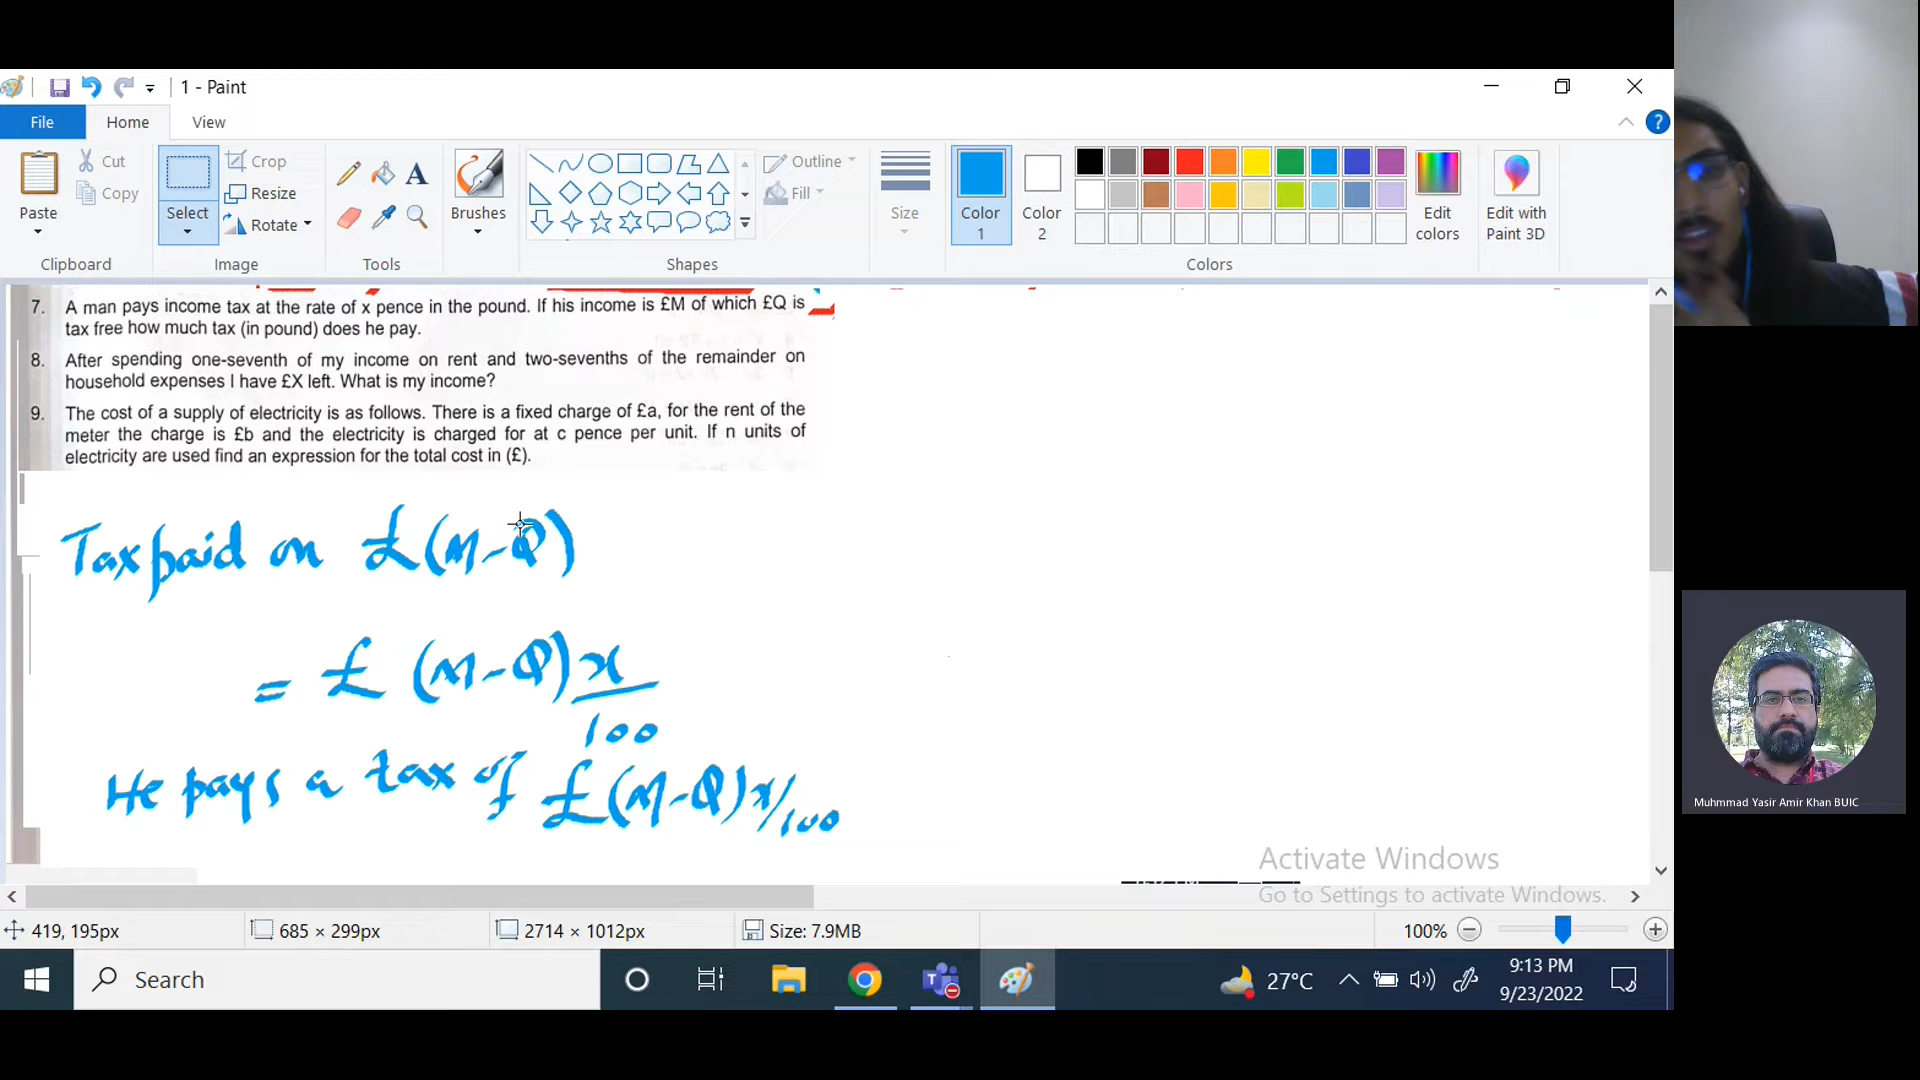 1 - Paint
File Home View
Paste Cut Copy Clipboard
Select Crop Resize Rotate Image
Tools
Brushes
Shapes
Outline Fill
Size
Color 1
Color 2
Edit colors
Edit with Paint 3D
Colors
7. A man pays income tax at the rate of x pence in the pound. If his income is £M of which £Q is
tax free how much tax (in pound) does he pay.
8. After spending one-seventh of my income on rent and two-sevenths of the remainder on
household expenses I have £X left. What is my income?
9. The cost of a supply of electricity is as follows. There is a fixed charge of £a, for the rent of the
meter the charge is £b and the electricity is charged for at c pence per unit. If n units of
electricity are used find an expression for the total cost in (£).
Tax paid on £(M-Q)
= £ (M-Q) x/100
He pays a tax of £(M-Q)x/100
Muhmmad Yasir Amir Khan BUIC
Activate Windows
Go to Settings to activate Windows.
419, 195px 685 × 299px 2714 × 1012px Size: 7.9MB 100%
Search 27°C 9:13 PM
9/23/2022